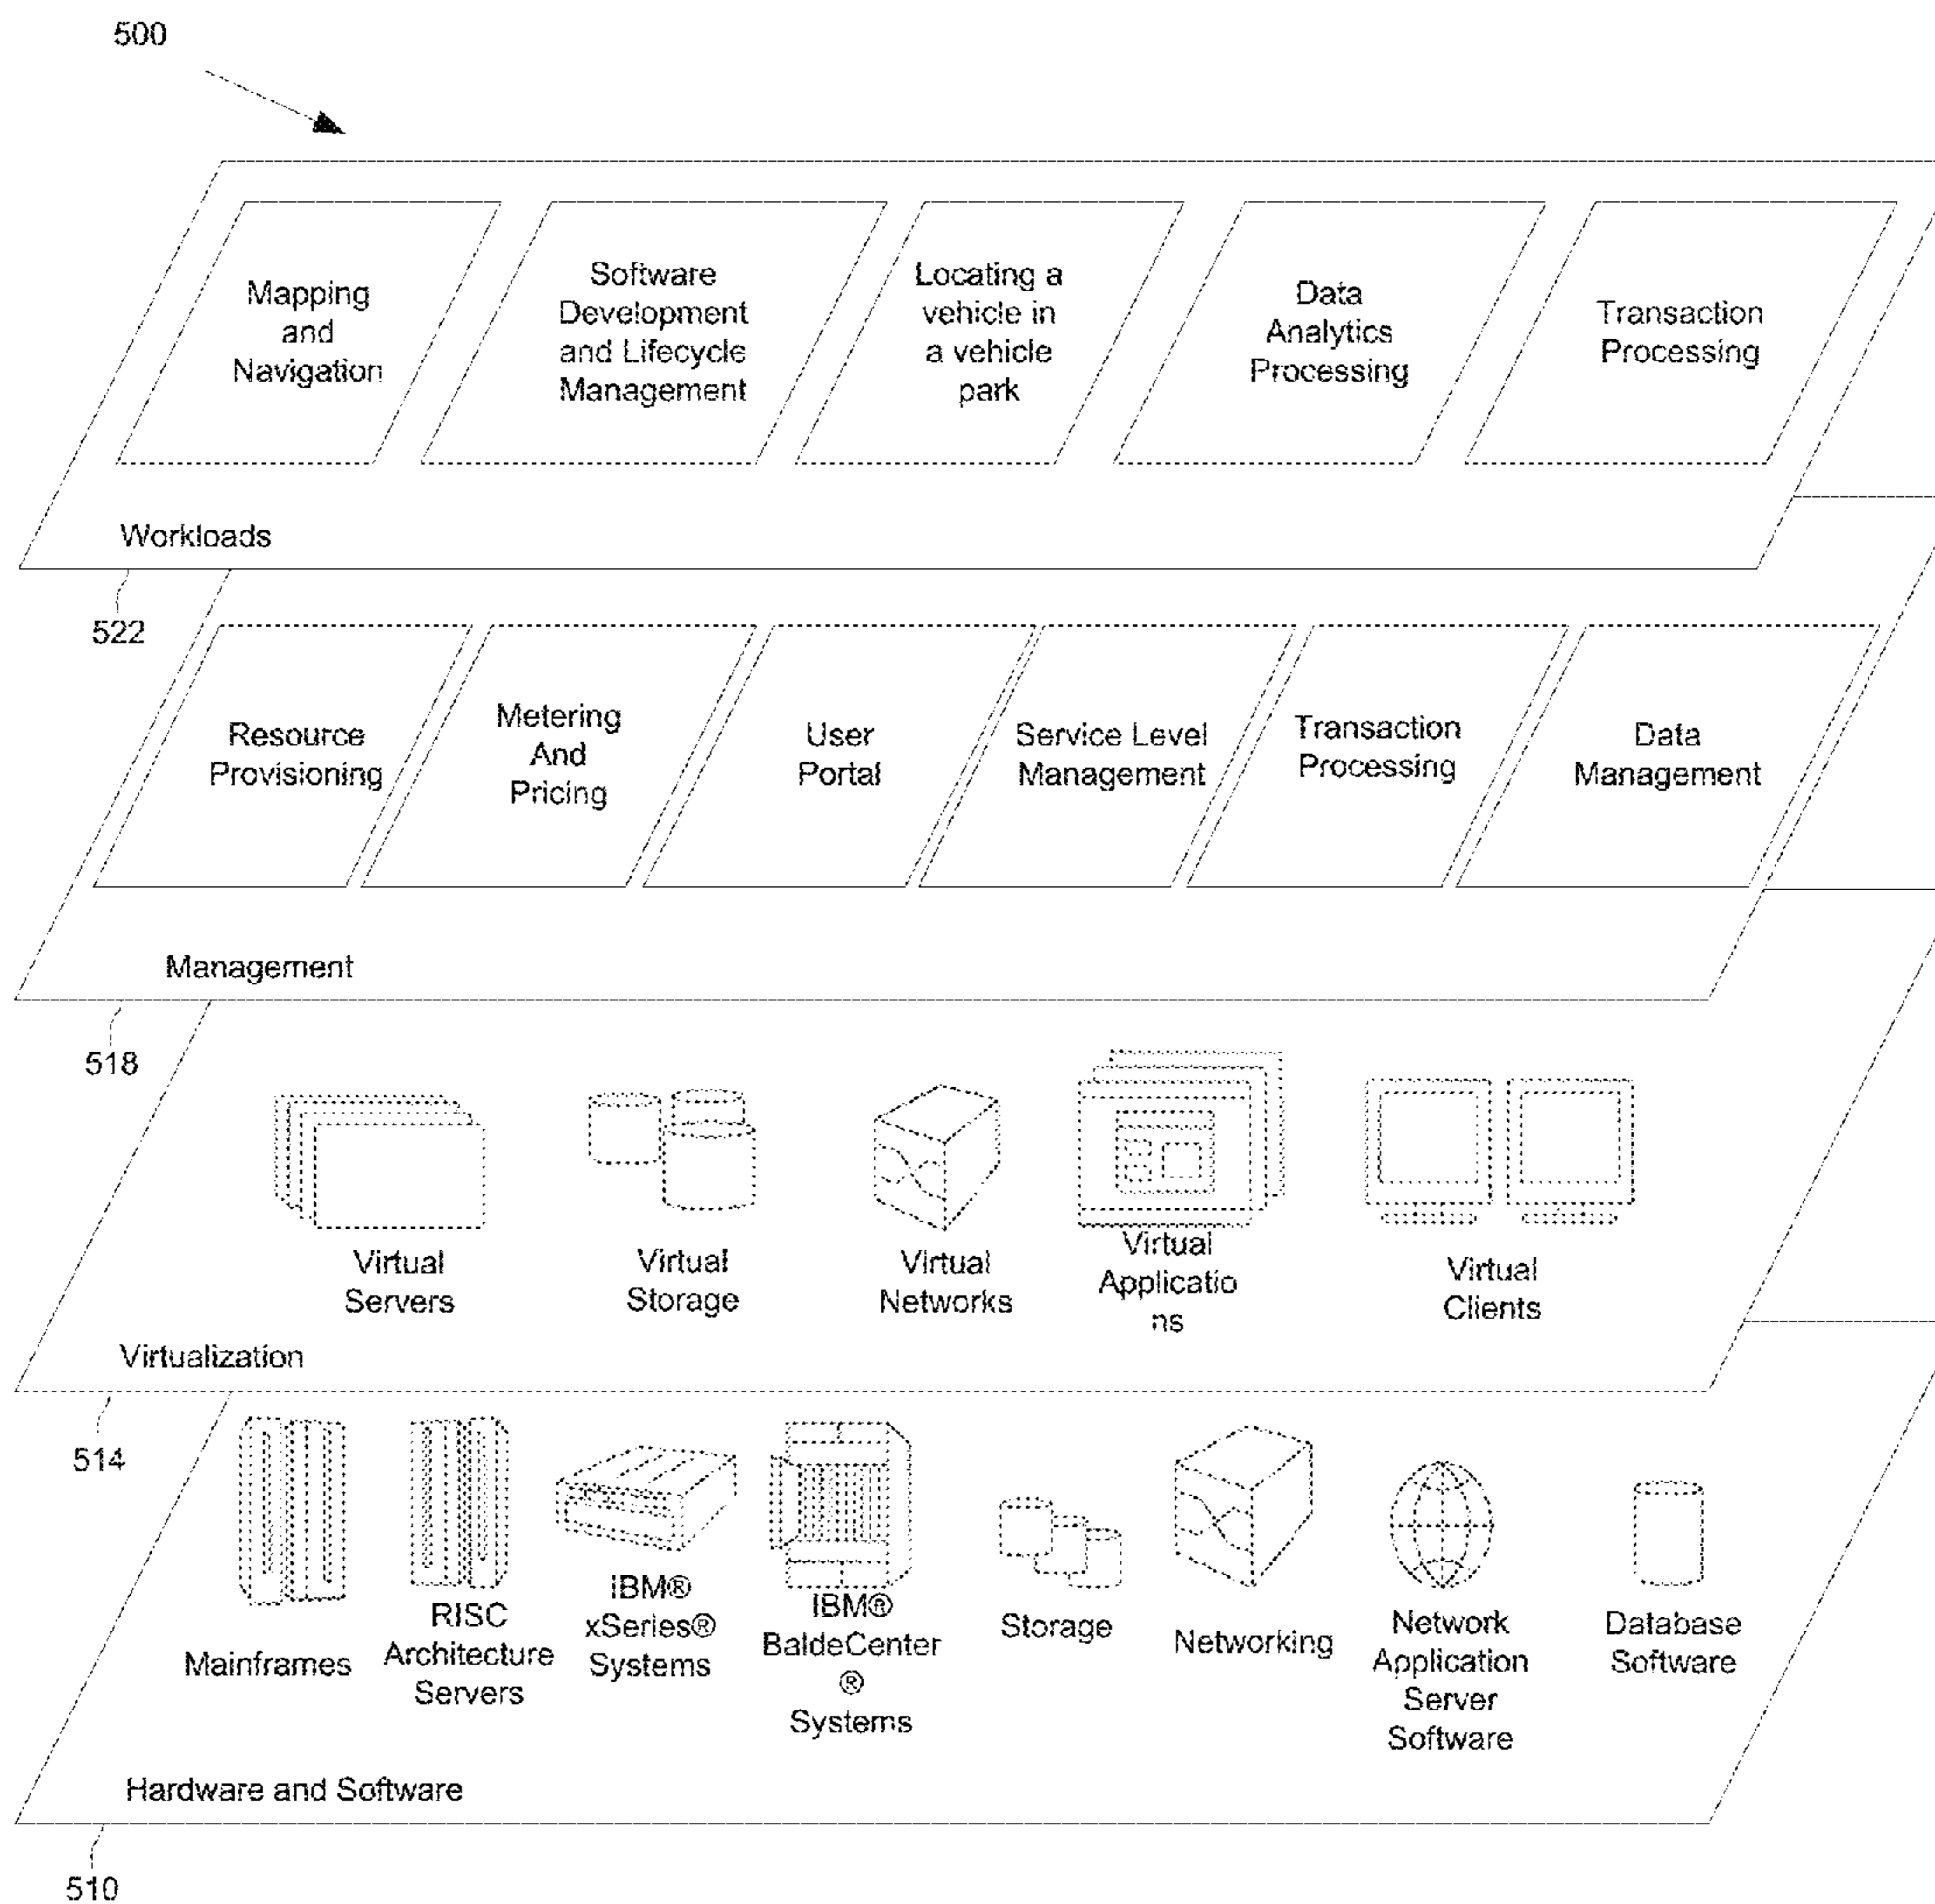 500
Mapping
and
Navigation
Software
Development
and Lifecycle
Management
Locating a
vehicle in
a vehicle
park
Data
Analytics
Processing
Transaction
Processing
Workloads
522
Resource
Provisioning
Metering
And
Pricing
User
Portal
Service Level
Management
Transaction
Processing
Data
Management
Management
518
Virtual
Servers
Virtual
Storage
Virtual
Networks
Virtual
Applicatio
ns
Virtual
Clients
Virtualization
514
Mainframes
RISC
Architecture
Servers
IBM®
xSeries®
Systems
IBM®
BaldeCenter
®
Systems
Storage
Networking
Network
Application
Server
Software
Database
Software
Hardware and Software
510